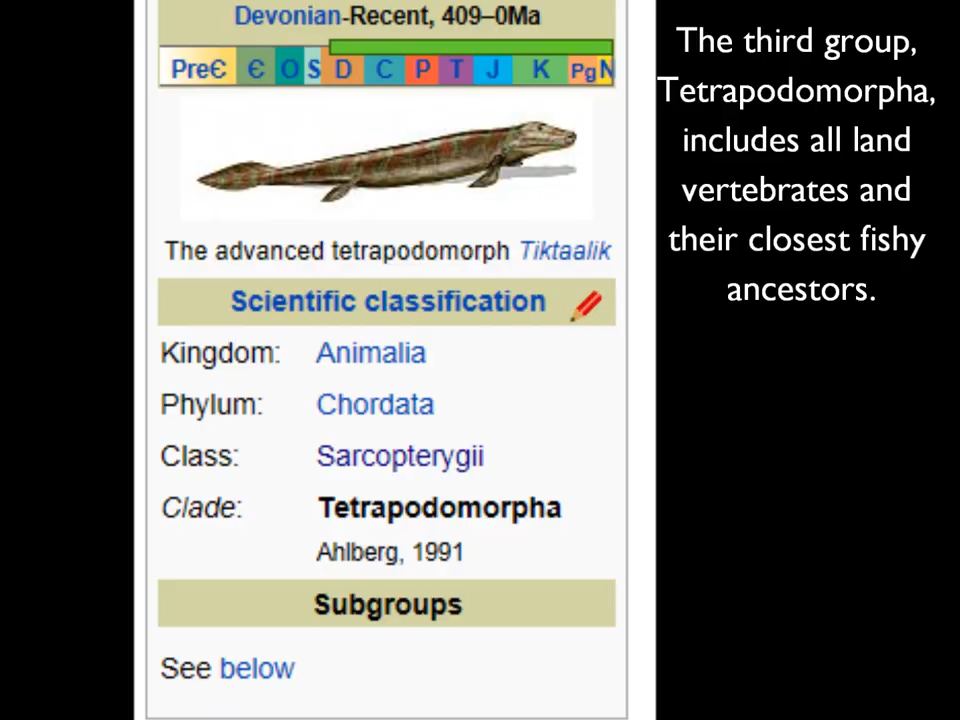 Devonian-Recent, 409–0Ma
PreЄ Є O S D C P T J K Pg N
The advanced tetrapodomorph Tiktaalik
Scientific classification
Kingdom: Animalia
Phylum: Chordata
Class: Sarcopterygii
Clade: Tetrapodomorpha
Ahlberg, 1991
Subgroups
See below
The third group,
Tetrapodomorpha,
includes all land
vertebrates and
their closest fishy
ancestors.